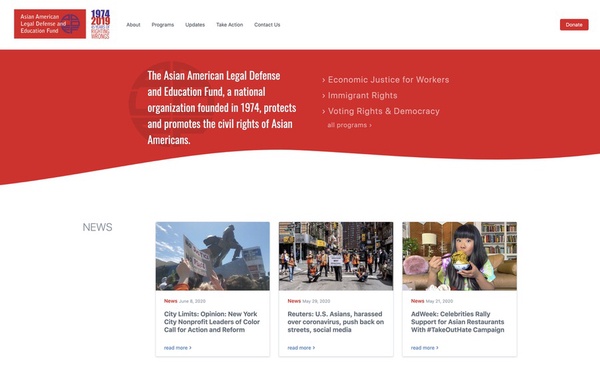 Asian American
Legal Defense and
Education Fund
1974
2019
45 YEARS OF
RIGHTING
WRONGS
About Programs Updates Take Action Contact Us
Donate
The Asian American Legal Defense
and Education Fund, a national
organization founded in 1974, protects
and promotes the civil rights of Asian
Americans.
› Economic Justice for Workers
› Immigrant Rights
› Voting Rights & Democracy
all programs ›
NEWS
News June 8, 2020
City Limits: Opinion: New York
City Nonprofit Leaders of Color
Call for Action and Reform
read more ›
News May 28, 2020
Reuters: U.S. Asians, harassed
over coronavirus, push back on
streets, social media
read more ›
News May 21, 2020
AdWeek: Celebrities Rally
Support for Asian Restaurants
With #TakeOutHate Campaign
read more ›